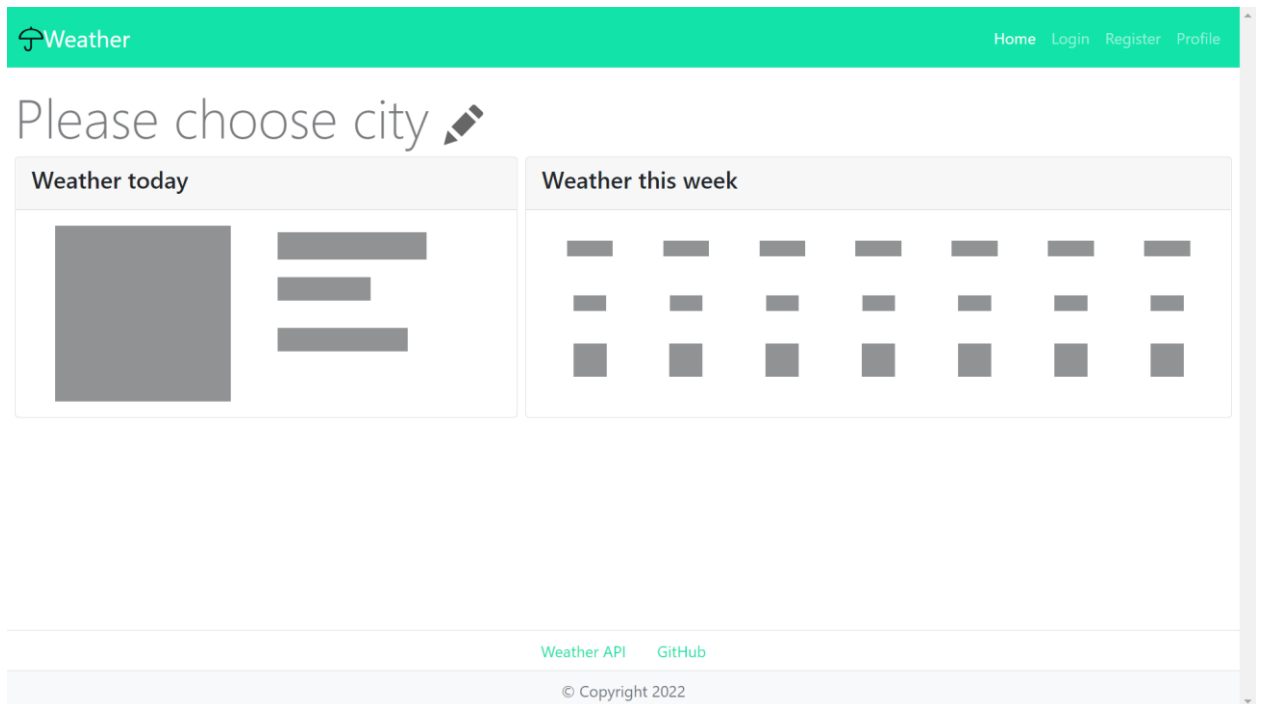 Weather
Home Login Register Profile
Please choose city
Weather today
Weather this week
Weather API GitHub
© Copyright 2022